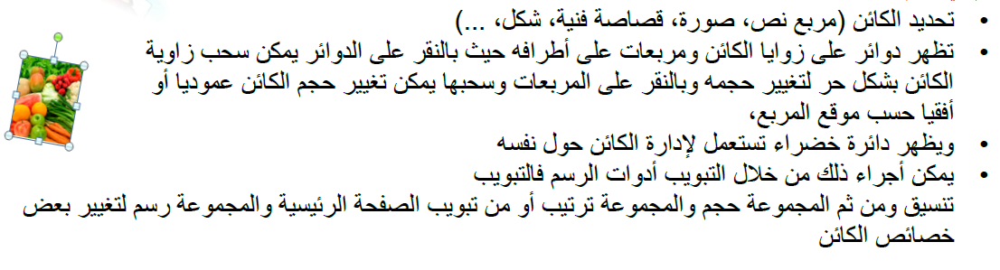 • تحديد الكائن (مربع نص، صورة، قصاصة فنية، شكل، ...)
• تظهر دوائر على زوايا الكائن ومربعات على أطرافه حيث بالنقر على الدوائر يمكن سحب زاوية
الكائن بشكل حر لتغيير حجمه وبالنقر على المربعات وسحبها يمكن تغيير حجم الكائن عموديا أو
أفقيا حسب موقع المربع،
• ويظهر دائرة خضراء تستعمل لإدارة الكائن حول نفسه
• يمكن أجراء ذلك من خلال التبويب أدوات الرسم فالتبويب
تنسيق ومن ثم المجموعة حجم والمجموعة ترتيب أو من تبويب الصفحة الرئيسية والمجموعة رسم لتغيير بعض
خصائص الكائن